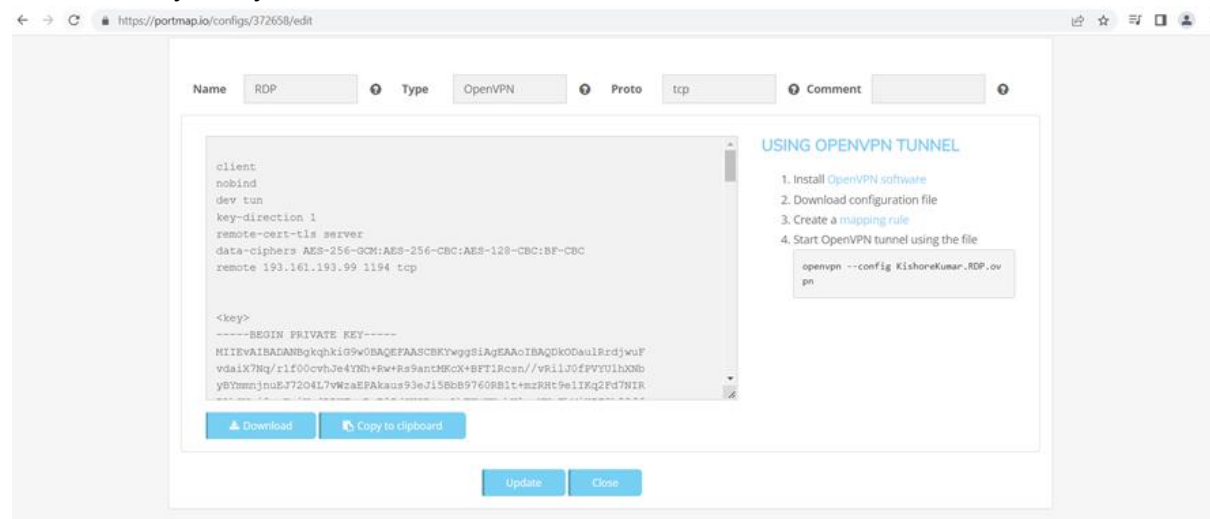 https://portmap.io/configs/372658/edit
Name RDP Type OpenVPN Proto tcp Comment
client
nobind
dev tun
key-direction 1
remote-cert-tls server
data-ciphers AES-256-GCM:AES-256-CBC:AES-128-CBC:BF-CBC
remote 193.161.193.99 1194 tcp
<key>
-----BEGIN PRIVATE KEY-----
USING OPENVPN TUNNEL
1. Install OpenVPN software
2. Download configuration file
3. Create a mapping rule
4. Start OpenVPN tunnel using the file
openvpn --config KishoreKumar.RDP.ov
pn
Download Copy to clipboard
Update Close